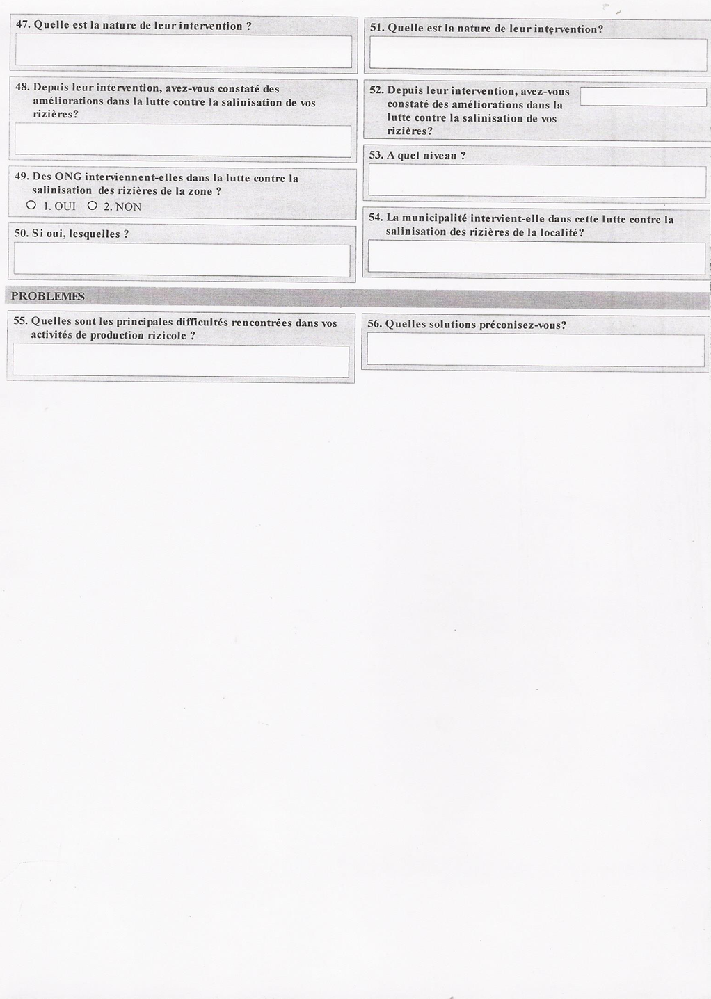 47. Quelle est la nature de leur intervention ?
48. Depuis leur intervention, avez-vous constaté des
améliorations dans la lutte contre la salinisation de vos
rizières?
49. Des ONG interviennent-elles dans la lutte contre la
salinisation des rizières de la zone ?
1. OUI 2. NON
50. Si oui, lesquelles ?
51. Quelle est la nature de leur intervention?
52. Depuis leur intervention, avez-vous
constaté des améliorations dans la
lutte contre la salinisation de vos
rizières?
53. A quel niveau ?
54. La municipalité intervient-elle dans cette lutte contre la
salinisation des rizières de la localité?
PROBLEMES
55. Quelles sont les principales difficultés rencontrées dans vos
activités de production rizicole ?
56. Quelles solutions préconisez-vous?